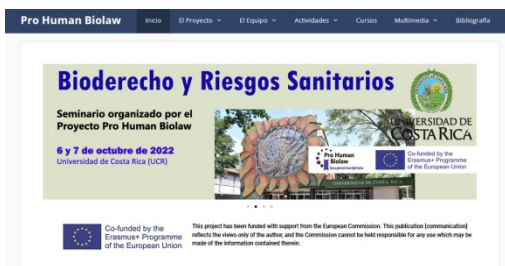 Pro Human Biolaw Inicio El Proyecto El Equipo Actividades Cursos Multimedia Bibliografía
Bioderecho y Riesgos Sanitarios
Seminario organizado por el
Proyecto Pro Human Biolaw
6 y 7 de octubre de 2022
Universidad de Costa Rica (UCR)
UNIVERSIDAD DE
COSTA RICA
Pro Human
Biolaw
Co-funded by the
Erasmus+ Programme
of the European Union
UNIVERSIDAD DE COSTA RICA
Co-funded by the
Erasmus+ Programme
of the European Union
This project has been funded with support from the European Commission. This publication [communication]
reflects the views only of the author, and the Commission cannot be held responsible for any use which may be
made of the information contained therein.